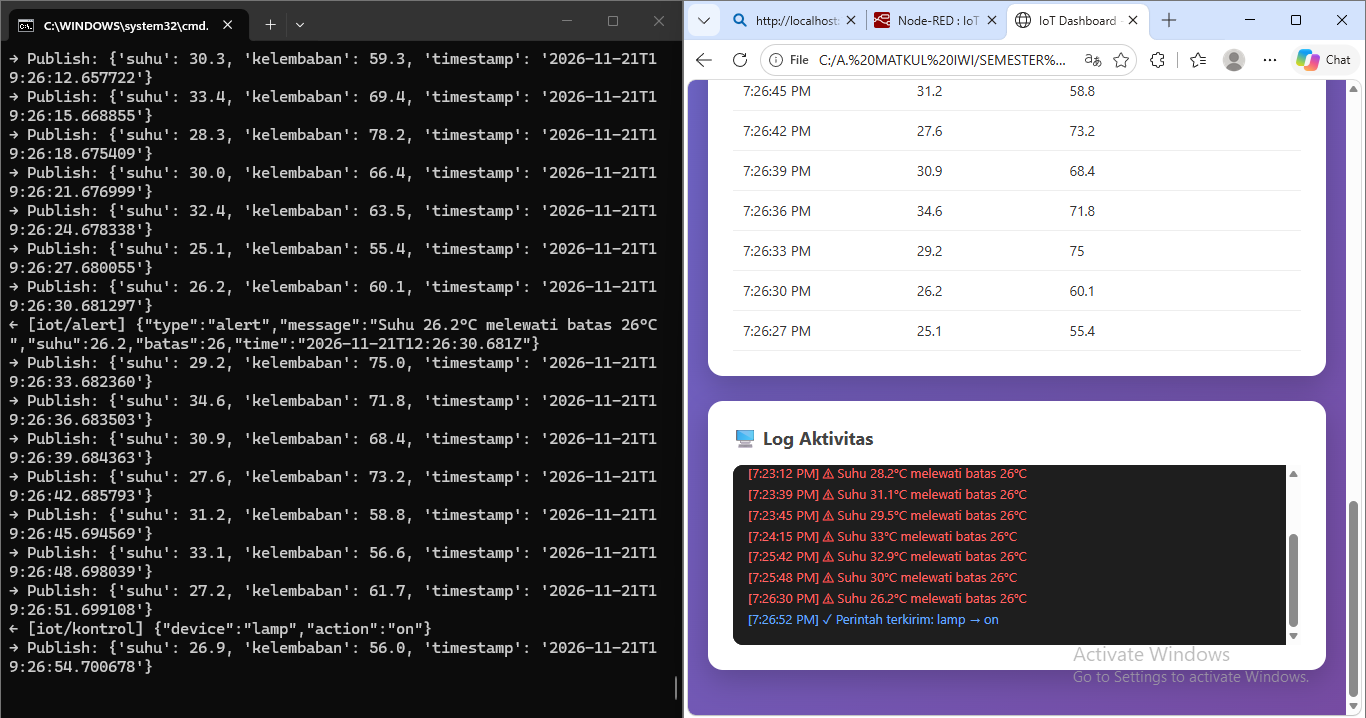 C:\WINDOWS\system32\cmd.
→ Publish: {'suhu': 30.3, 'kelembaban': 59.3, 'timestamp': '2026-11-21T1
9:26:12.657722'}
→ Publish: {'suhu': 33.4, 'kelembaban': 69.4, 'timestamp': '2026-11-21T1
9:26:15.668855'}
→ Publish: {'suhu': 28.3, 'kelembaban': 78.2, 'timestamp': '2026-11-21T1
9:26:18.675409'}
→ Publish: {'suhu': 30.0, 'kelembaban': 66.4, 'timestamp': '2026-11-21T1
9:26:21.676999'}
→ Publish: {'suhu': 32.4, 'kelembaban': 63.5, 'timestamp': '2026-11-21T1
9:26:24.678338'}
→ Publish: {'suhu': 25.1, 'kelembaban': 55.4, 'timestamp': '2026-11-21T1
9:26:27.680055'}
→ Publish: {'suhu': 26.2, 'kelembaban': 60.1, 'timestamp': '2026-11-21T1
9:26:30.681297'}
← [iot/alert] {"type":"alert","message":"Suhu 26.2°C melewati batas 26°C
","suhu":26.2,"batas":26,"time":"2026-11-21T12:26:30.681Z"}
→ Publish: {'suhu': 29.2, 'kelembaban': 75.0, 'timestamp': '2026-11-21T1
9:26:33.682360'}
→ Publish: {'suhu': 34.6, 'kelembaban': 71.8, 'timestamp': '2026-11-21T1
9:26:36.683503'}
→ Publish: {'suhu': 30.9, 'kelembaban': 68.4, 'timestamp': '2026-11-21T1
9:26:39.684363'}
→ Publish: {'suhu': 27.6, 'kelembaban': 73.2, 'timestamp': '2026-11-21T1
9:26:42.685793'}
→ Publish: {'suhu': 31.2, 'kelembaban': 58.8, 'timestamp': '2026-11-21T1
9:26:45.694569'}
→ Publish: {'suhu': 33.1, 'kelembaban': 56.6, 'timestamp': '2026-11-21T1
9:26:48.698039'}
→ Publish: {'suhu': 27.2, 'kelembaban': 61.7, 'timestamp': '2026-11-21T1
9:26:51.699108'}
← [iot/kontrol] {"device":"lamp","action":"on"}
→ Publish: {'suhu': 26.9, 'kelembaban': 56.0, 'timestamp': '2026-11-21T1
9:26:54.700678'}
http://localhost: Node-RED : IoT IoT Dashboard
File C:/A.%20MATKUL%20IWI/SEMESTER%... Chat
7:26:45 PM 31.2 58.8
7:26:42 PM 27.6 73.2
7:26:39 PM 30.9 68.4
7:26:36 PM 34.6 71.8
7:26:33 PM 29.2 75
7:26:30 PM 26.2 60.1
7:26:27 PM 25.1 55.4
Log Aktivitas
[7:23:12 PM] ⚠ Suhu 28.2°C melewati batas 26°C
[7:23:39 PM] ⚠ Suhu 31.1°C melewati batas 26°C
[7:23:45 PM] ⚠ Suhu 29.5°C melewati batas 26°C
[7:24:15 PM] ⚠ Suhu 33°C melewati batas 26°C
[7:25:42 PM] ⚠ Suhu 32.9°C melewati batas 26°C
[7:25:48 PM] ⚠ Suhu 30°C melewati batas 26°C
[7:26:30 PM] ⚠ Suhu 26.2°C melewati batas 26°C
[7:26:52 PM] ✓ Perintah terkirim: lamp → on
Activate Windows
Go to Settings to activate Windows.